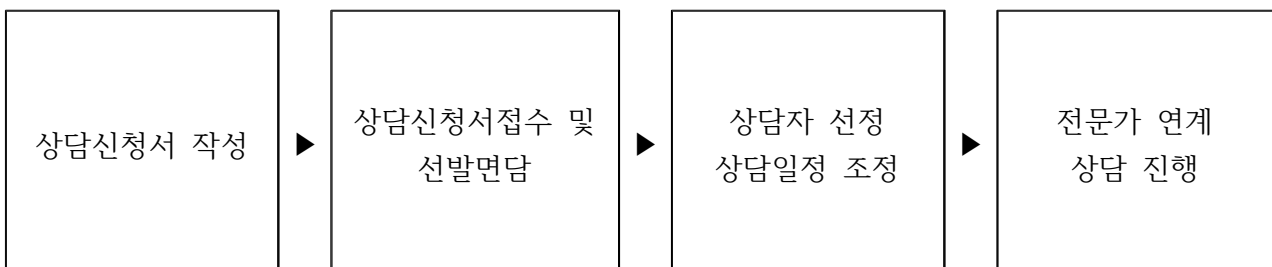 상담신청서 작성
▶
상담신청서접수 및
선발면담
▶
상담자 선정
상담일정 조정
▶
전문가 연계
상담 진행